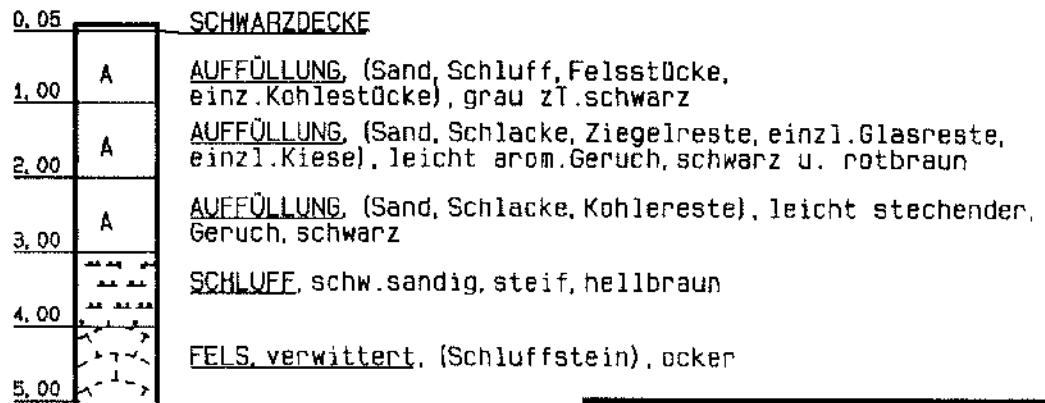 0,05 SCHWARZDECKE
A AUFFÜLLUNG, (Sand, Schluff, Felsstücke,
1,00 einz.Kohlestücke), grau zT.schwarz
A AUFFÜLLUNG, (Sand, Schlacke, Ziegelreste, einzl.Glasreste,
2,00 einzl.Kiese), leicht arom.Geruch, schwarz u. rotbraun
A AUFFÜLLUNG, (Sand, Schlacke, Kohlereste), leicht stechender,
3,00 Geruch, schwarz
SCHLUFF, schw.sandig, steif, hellbraun
4,00
FELS, verwittert, (Schluffstein), ocker
5,00